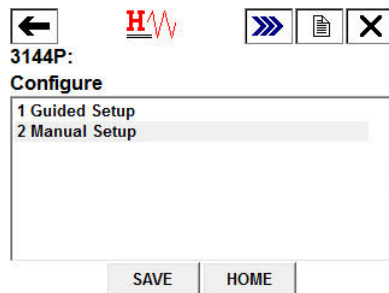 H
3144P:
Configure
1 Guided Setup
2 Manual Setup
SAVE
HOME